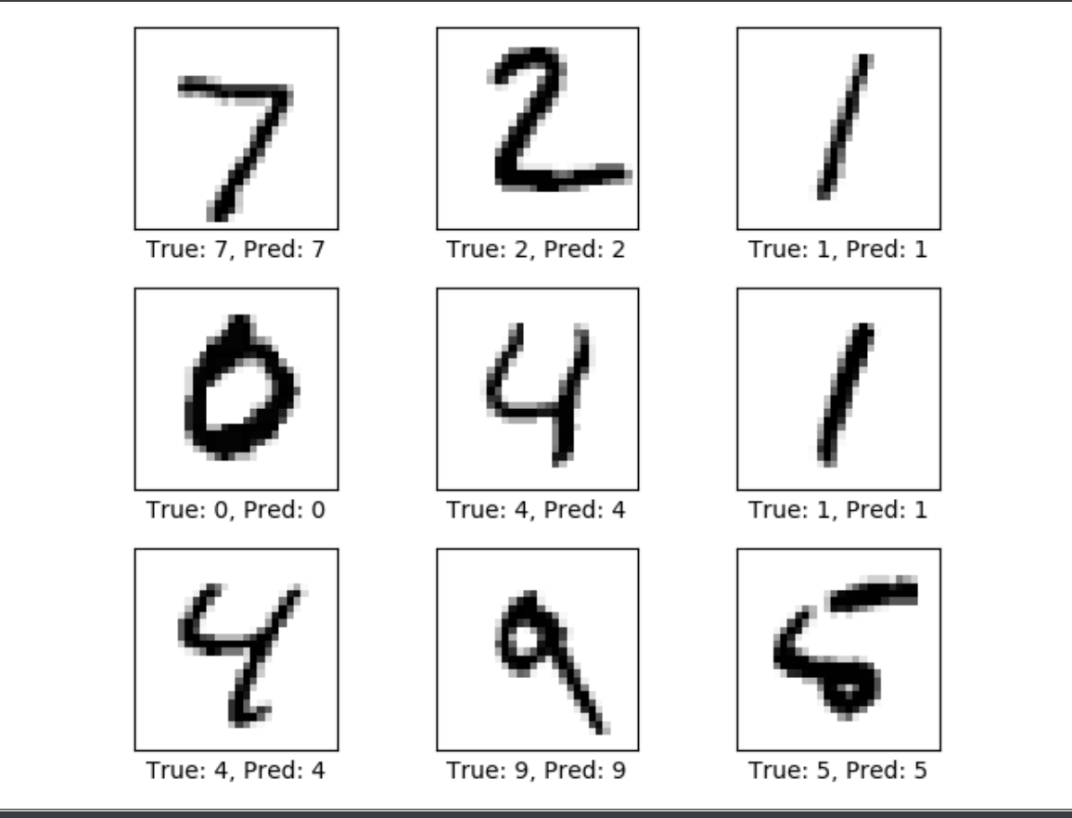 7 2 1
True: 7, Pred: 7 True: 2, Pred: 2 True: 1, Pred: 1
0 4 1
True: 0, Pred: 0 True: 4, Pred: 4 True: 1, Pred: 1
4 9 5
True: 4, Pred: 4 True: 9, Pred: 9 True: 5, Pred: 5